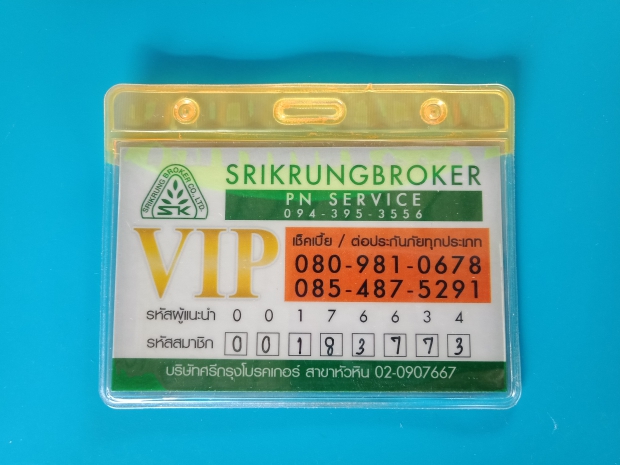 SRIKRUNG BROKER CO.,LTD.
SK
SRIKRUNGBROKER
PN SERVICE
094-395-3556
VIP
เช็คเบี้ย / ต่อประกันภัยทุกประเภท
080-981-0678
085-487-5291
รหัสผู้แนะนำ 0 0 1 7 6 6 3 4
รหัสสมาชิก 0 0 1 8 3 7 7 3
บริษัทศรีกรุงโบรคเกอร์ สาขาหัวหิน 02-0907667